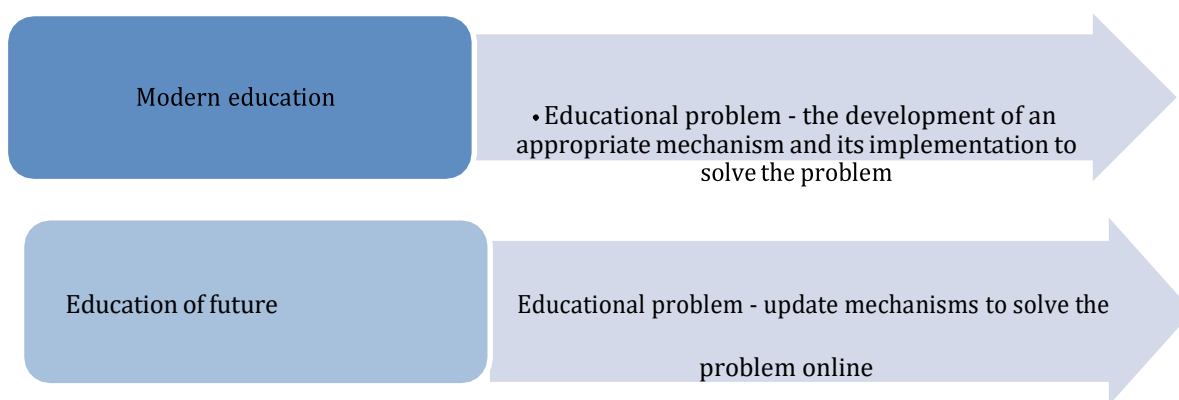 Modern education
• Educational problem - the development of an
appropriate mechanism and its implementation to
solve the problem
Education of future
Educational problem - update mechanisms to solve the
problem online